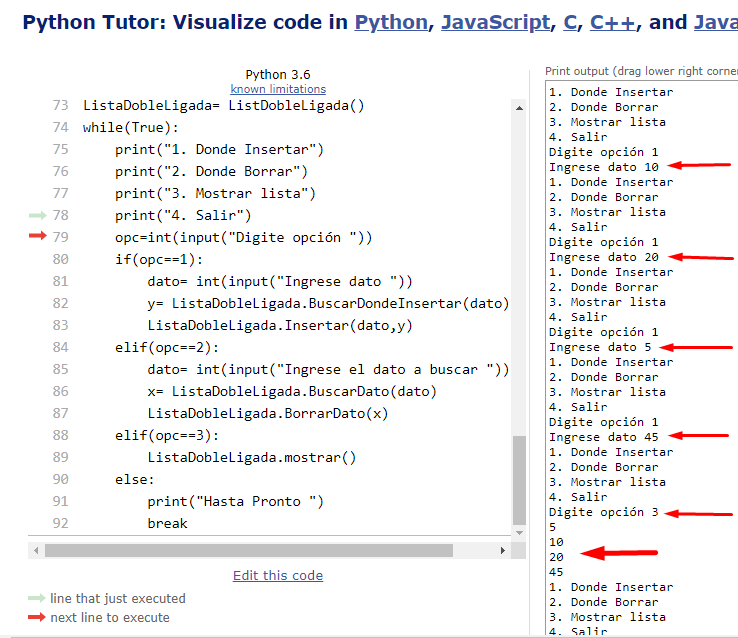 Python Tutor: Visualize code in Python, JavaScript, C, C++, and Java
Python 3.6
known limitations
73 ListaDobleLigada= ListDobleLigada()
74 while(True):
75 print("1. Donde Insertar")
76 print("2. Donde Borrar")
77 print("3. Mostrar lista")
78 print("4. Salir")
79 opc=int(input("Digite opción "))
80 if(opc==1):
81 dato= int(input("Ingrese dato "))
82 y= ListaDobleLigada.BuscarDondeInsertar(dato)
83 ListaDobleLigada.Insertar(dato,y)
84 elif(opc==2):
85 dato= int(input("Ingrese el dato a buscar "))
86 x= ListaDobleLigada.BuscarDato(dato)
87 ListaDobleLigada.BorrarDato(x)
88 elif(opc==3):
89 ListaDobleLigada.mostrar()
90 else:
91 print("Hasta Pronto ")
92 break
Edit this code
line that just executed
next line to execute
Print output (drag lower right corne
1. Donde Insertar
2. Donde Borrar
3. Mostrar lista
4. Salir
Digite opción 1
Ingrese dato 10
1. Donde Insertar
2. Donde Borrar
3. Mostrar lista
4. Salir
Digite opción 1
Ingrese dato 20
1. Donde Insertar
2. Donde Borrar
3. Mostrar lista
4. Salir
Digite opción 1
Ingrese dato 5
1. Donde Insertar
2. Donde Borrar
3. Mostrar lista
4. Salir
Digite opción 1
Ingrese dato 45
1. Donde Insertar
2. Donde Borrar
3. Mostrar lista
4. Salir
Digite opción 3
5
10
20
45
1. Donde Insertar
2. Donde Borrar
3. Mostrar lista
4. Salir